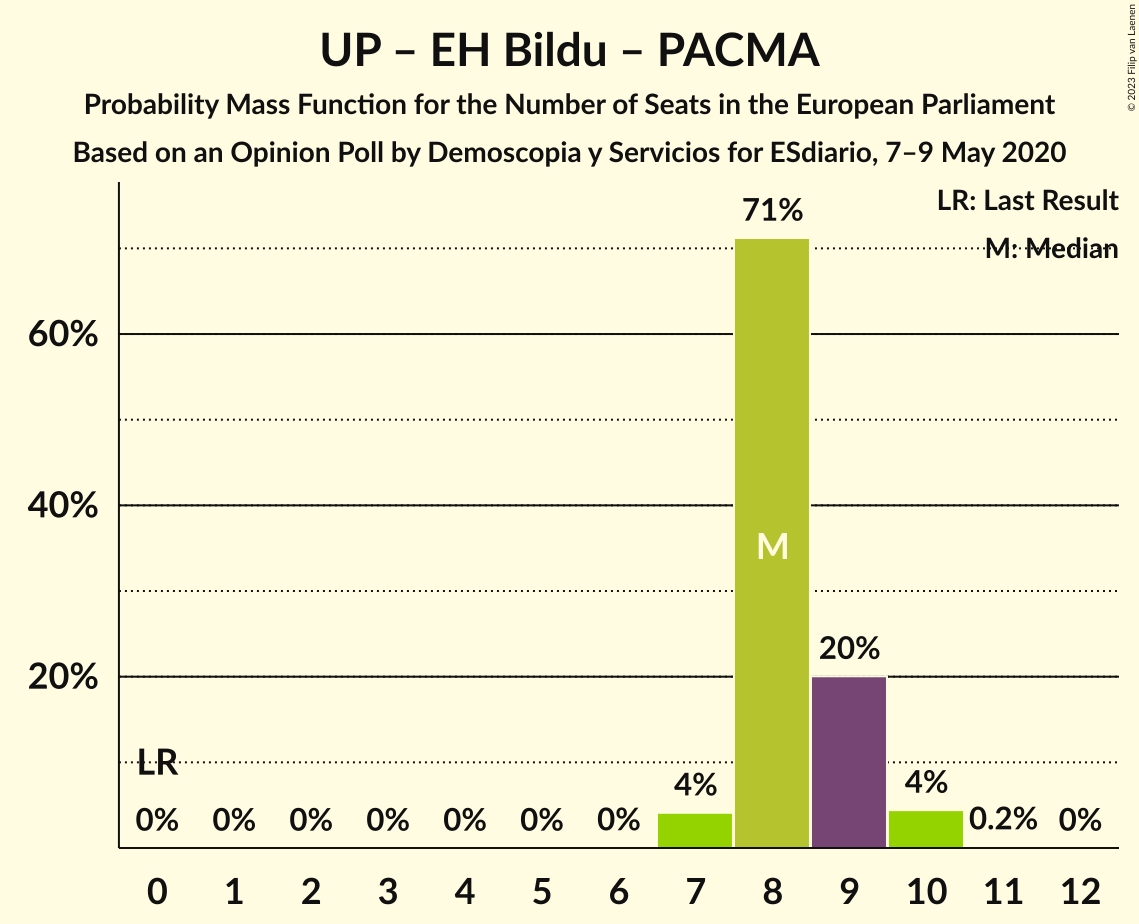 UP – EH Bildu – PACMA
Probability Mass Function for the Number of Seats in the European Parliament
Based on an Opinion Poll by Demoscopia y Servicios for ESdiario, 7–9 May 2020
© 2023 Filip van Laenen
LR: Last Result
M: Median
71%
60%
40%
M
20%
20%
LR
4%
4%
0% 0% 0% 0% 0% 0% 0% 0.2% 0%
0 1 2 3 4 5 6 7 8 9 10 11 12